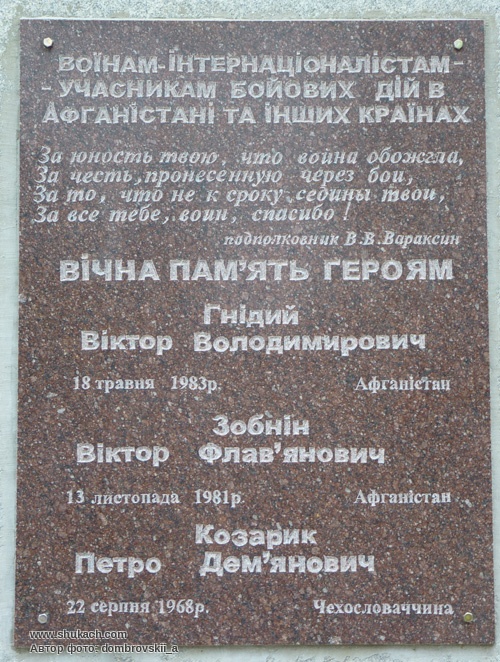 ВОЇНАМ-ІНТЕРНАЦІОНАЛІСТАМ-
-УЧАСНИКАМ БОЙОВИХ ДІЙ В
АФГАНІСТАНІ ТА ІНШИХ КРАЇНАХ
За юность твою, что война обожгла,
За честь, пронесенную через бои,
За то, что не к сроку седины твои,
За все тебе, воин, спасибо!
подполковник В.В.Вараксин
ВІЧНА ПАМ'ЯТЬ ГЕРОЯМ
Гнідий
Віктор Володимирович
18 травня 1983р. Афганістан
Зобнін
Віктор Флав'янович
13 листопада 1981р. Афганістан
Козарик
Петро Дем'янович
22 серпня 1968р. Чехословаччина
www.shukach.com
Автор фото: dombrovskii_a